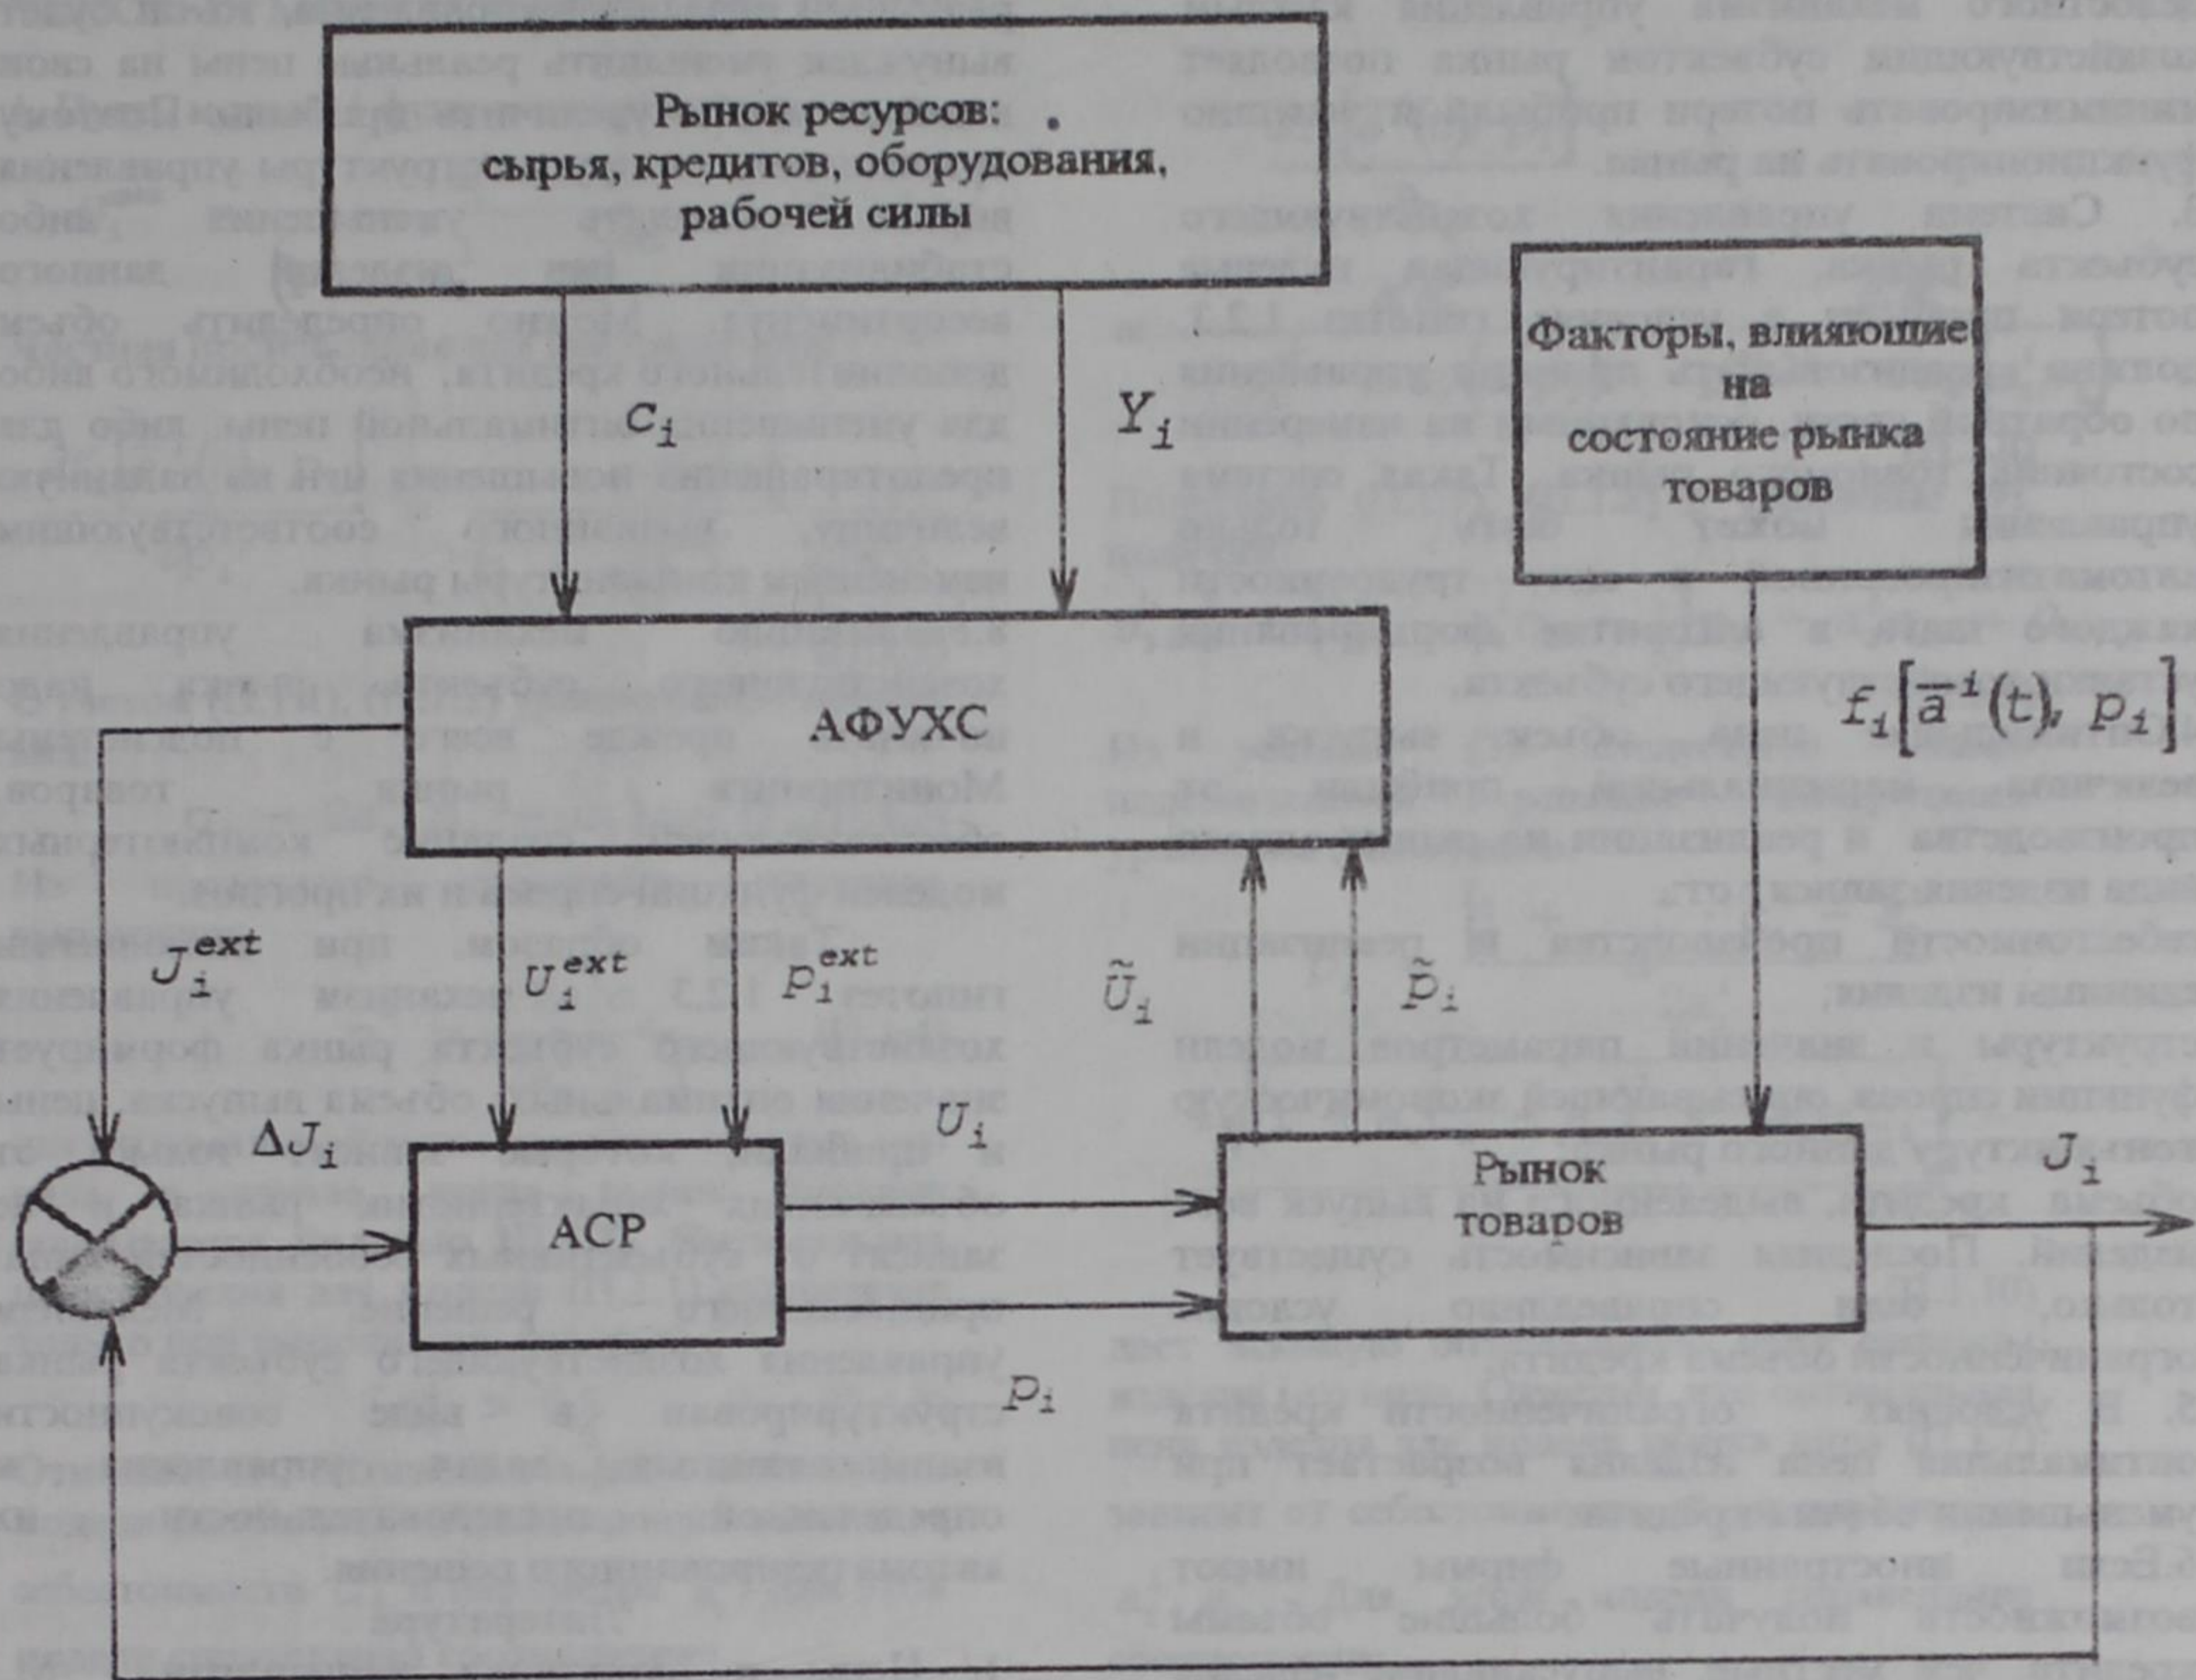 Рынок ресурсов:
сырья, кредитов, оборудования,
рабочей силы
Факторы, влияющие
на
состояние рынка
товаров
C_i
Y_i
f_i[a̅^i(t), p_i]
АФУХС
J_i^ext
U_i^ext
p_i^ext
Ũ_i
p̃_i
ΔJ_i
U_i
J_i
АСР
Рынок
товаров
p_i